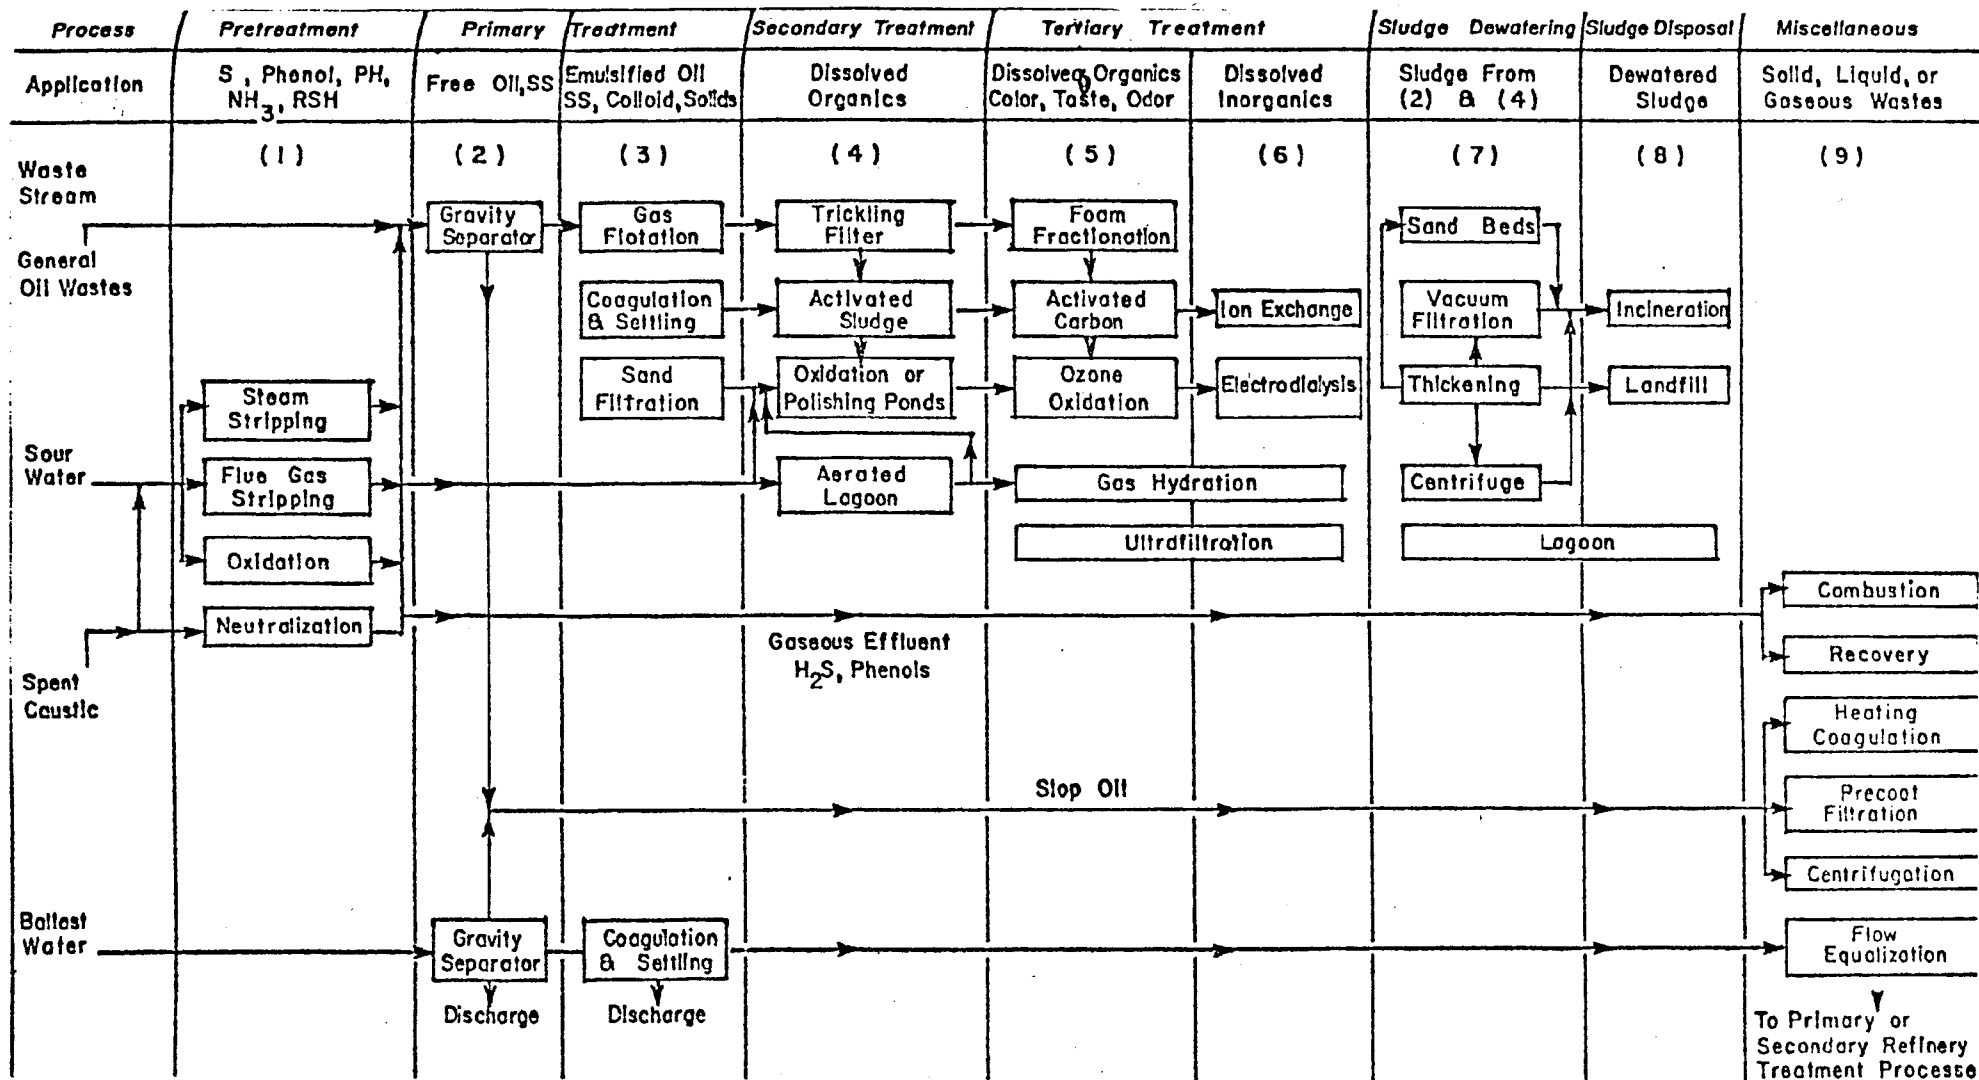 Process
Pretreatment
Primary Treatment
Secondary Treatment
Tertiary Treatment
Sludge Dewatering
Sludge Disposal
Miscellaneous
Application
S , Phenol, PH,
NH3, RSH
Free Oil,SS
Emulsified Oil
SS, Colloid,Solids
Dissolved
Organics
Dissolved Organics
Color, Taste, Odor
Dissolved
Inorganics
Sludge From
(2) & (4)
Dewatered
Sludge
Solid, Liquid, or
Gaseous Wastes
(1)
(2)
(3)
(4)
(5)
(6)
(7)
(8)
(9)
Waste
Stream
General
Oil Wastes
Gravity
Separator
Gas
Flotation
Trickling
Filter
Foam
Fractionation
Sand Beds
Coagulation
& Settling
Activated
Sludge
Activated
Carbon
Ion Exchange
Vacuum
Filtration
Incineration
Sand
Filtration
Oxidation or
Polishing Ponds
Ozone
Oxidation
Electrodialysis
Thickening
Landfill
Steam
Stripping
Sour
Water
Flue Gas
Stripping
Aerated
Lagoon
Gas Hydration
Centrifuge
Oxidation
Ultrafiltration
Lagoon
Neutralization
Combustion
Gaseous Effluent
H2S, Phenols
Recovery
Spent
Caustic
Heating
Coagulation
Slop Oil
Precoat
Filtration
Centrifugation
Ballast
Water
Gravity
Separator
Coagulation
& Settling
Flow
Equalization
Discharge
Discharge
To Primary or
Secondary Refinery
Treatment Processe